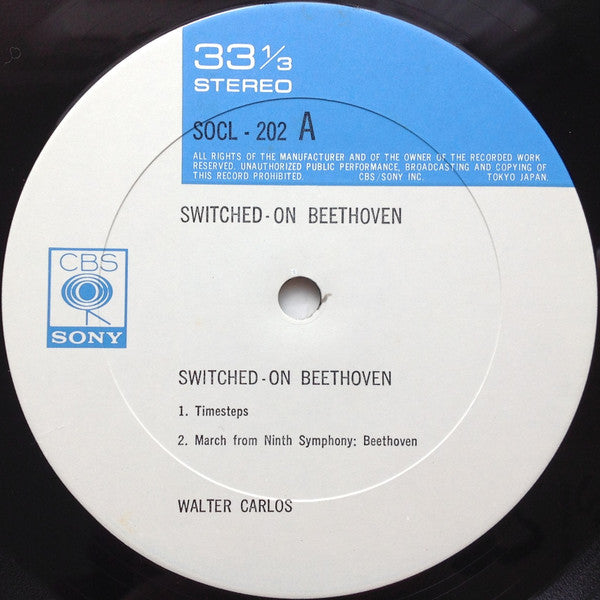 33 1/3
STEREO
SOCL - 202 A
ALL RIGHTS OF THE MANUFACTURER AND OF THE OWNER OF THE RECORDED WORK
RESERVED. UNAUTHORIZED PUBLIC PERFORMANCE, BROADCASTING AND COPYING OF
THIS RECORD PROHIBITED. CBS/SONY INC. TOKYO JAPAN.
SWITCHED-ON BEETHOVEN
CBS
SONY
SWITCHED-ON BEETHOVEN
1. Timesteps
2. March from Ninth Symphony: Beethoven
WALTER CARLOS